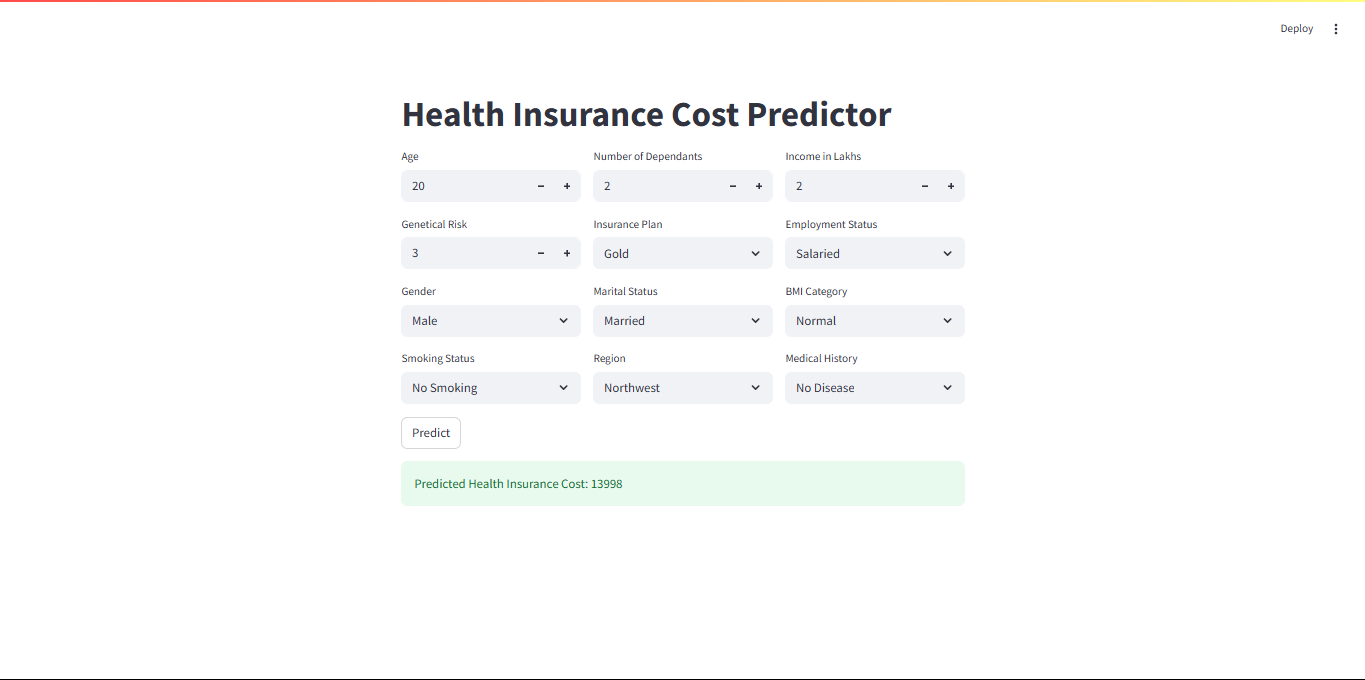 Deploy
Health Insurance Cost Predictor
Age Number of Dependants Income in Lakhs
20 2 2
Genetical Risk Insurance Plan Employment Status
3 Gold Salaried
Gender Marital Status BMI Category
Male Married Normal
Smoking Status Region Medical History
No Smoking Northwest No Disease
Predict
Predicted Health Insurance Cost: 13998